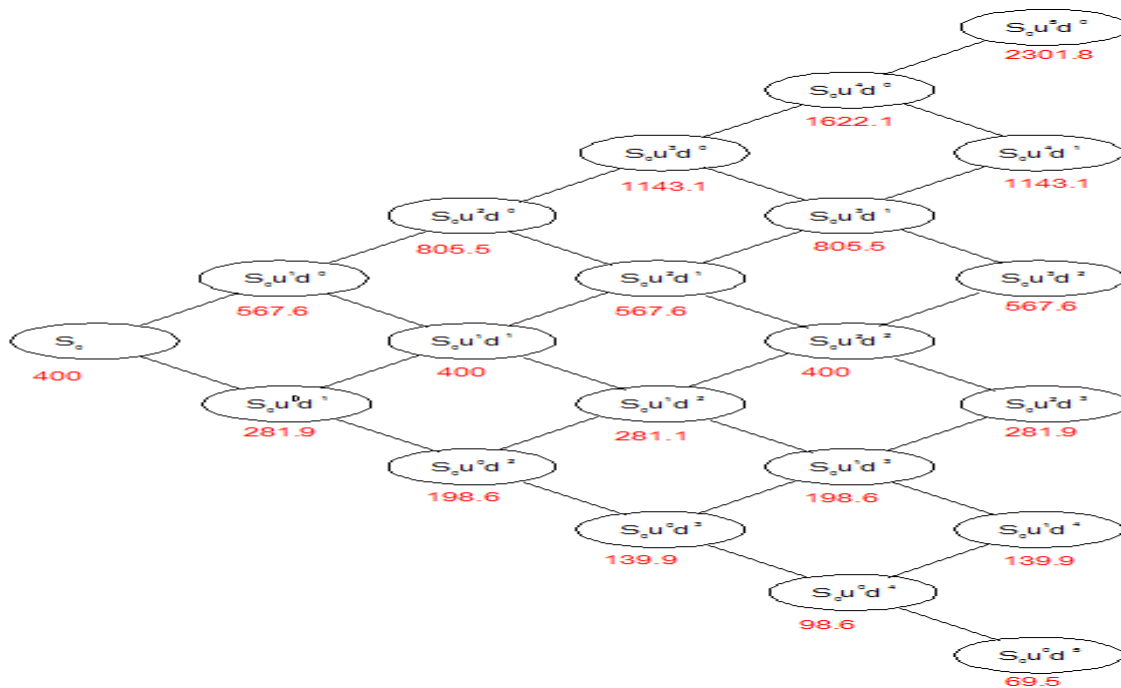 S₀u⁵d⁰
2301.8
S₀u⁴d⁰
1622.1
S₀u³d⁰
S₀u⁴d¹
1143.1
1143.1
S₀u²d⁰
S₀u³d¹
805.5
805.5
S₀u¹d⁰
S₀u²d¹
S₀u³d²
567.6
567.6
567.6
S₀
S₀u¹d¹
S₀u²d²
400
400
400
S₀u⁰d¹
S₀u¹d²
S₀u²d³
281.9
281.1
281.9
S₀u⁰d²
S₀u¹d³
198.6
198.6
S₀u⁰d³
S₀u¹d⁴
139.9
139.9
S₀u⁰d⁴
98.6
S₀u⁰d⁵
69.5